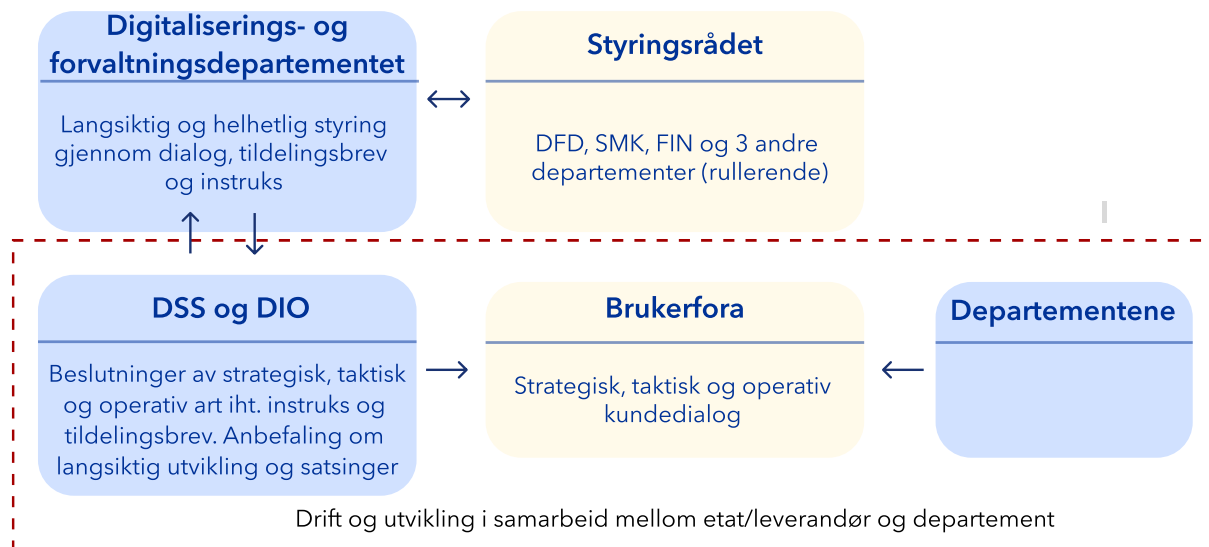 Digitaliserings- og
forvaltningsdepartementet
Langsiktig og helhetlig styring
gjennom dialog, tildelingsbrev
og instruks
Styringsrådet
DFD, SMK, FIN og 3 andre
departementer (rullerende)
DSS og DIO
Beslutninger av strategisk, taktisk
og operativ art iht. instruks og
tildelingsbrev. Anbefaling om
langsiktig utvikling og satsinger
Brukerfora
Strategisk, taktisk og operativ
kundedialog
Departementene
Drift og utvikling i samarbeid mellom etat/leverandør og departement